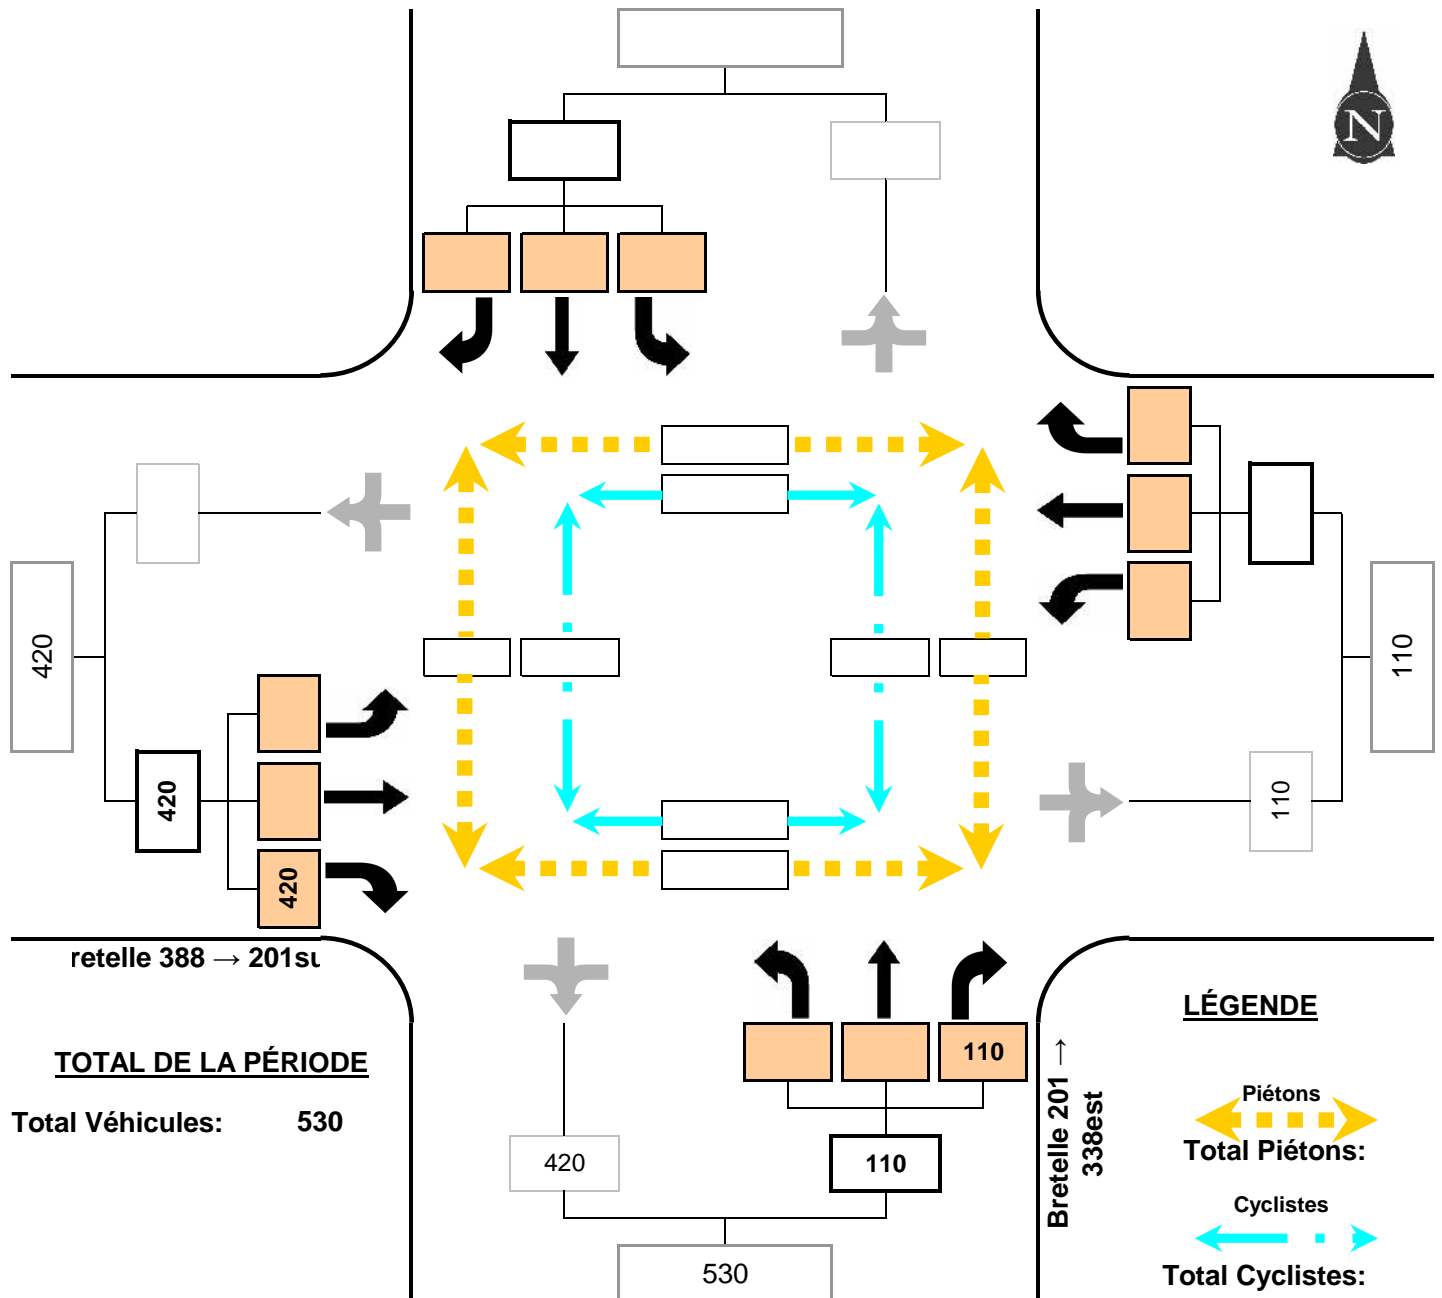 N
420
110
420
110
420
retelle 388 → 201su
LÉGENDE
TOTAL DE LA PÉRIODE
110
Bretelle 201 →
338est
Piétons
Total Véhicules: 530
Total Piétons:
420
110
Cyclistes
530
Total Cyclistes: